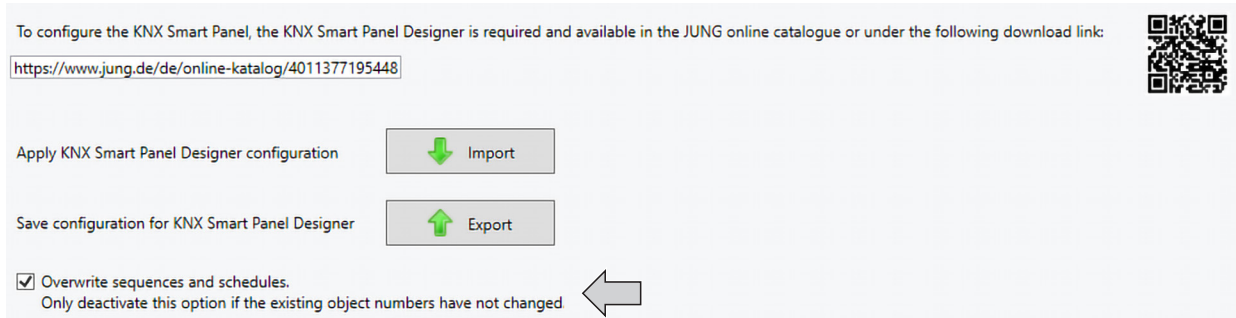 To configure the KNX Smart Panel, the KNX Smart Panel Designer is required and available in the JUNG online catalogue or under the following download link:
https://www.jung.de/de/online-katalog/4011377195448
Apply KNX Smart Panel Designer configuration
Import
Save configuration for KNX Smart Panel Designer
Export
Overwrite sequences and schedules.
Only deactivate this option if the existing object numbers have not changed